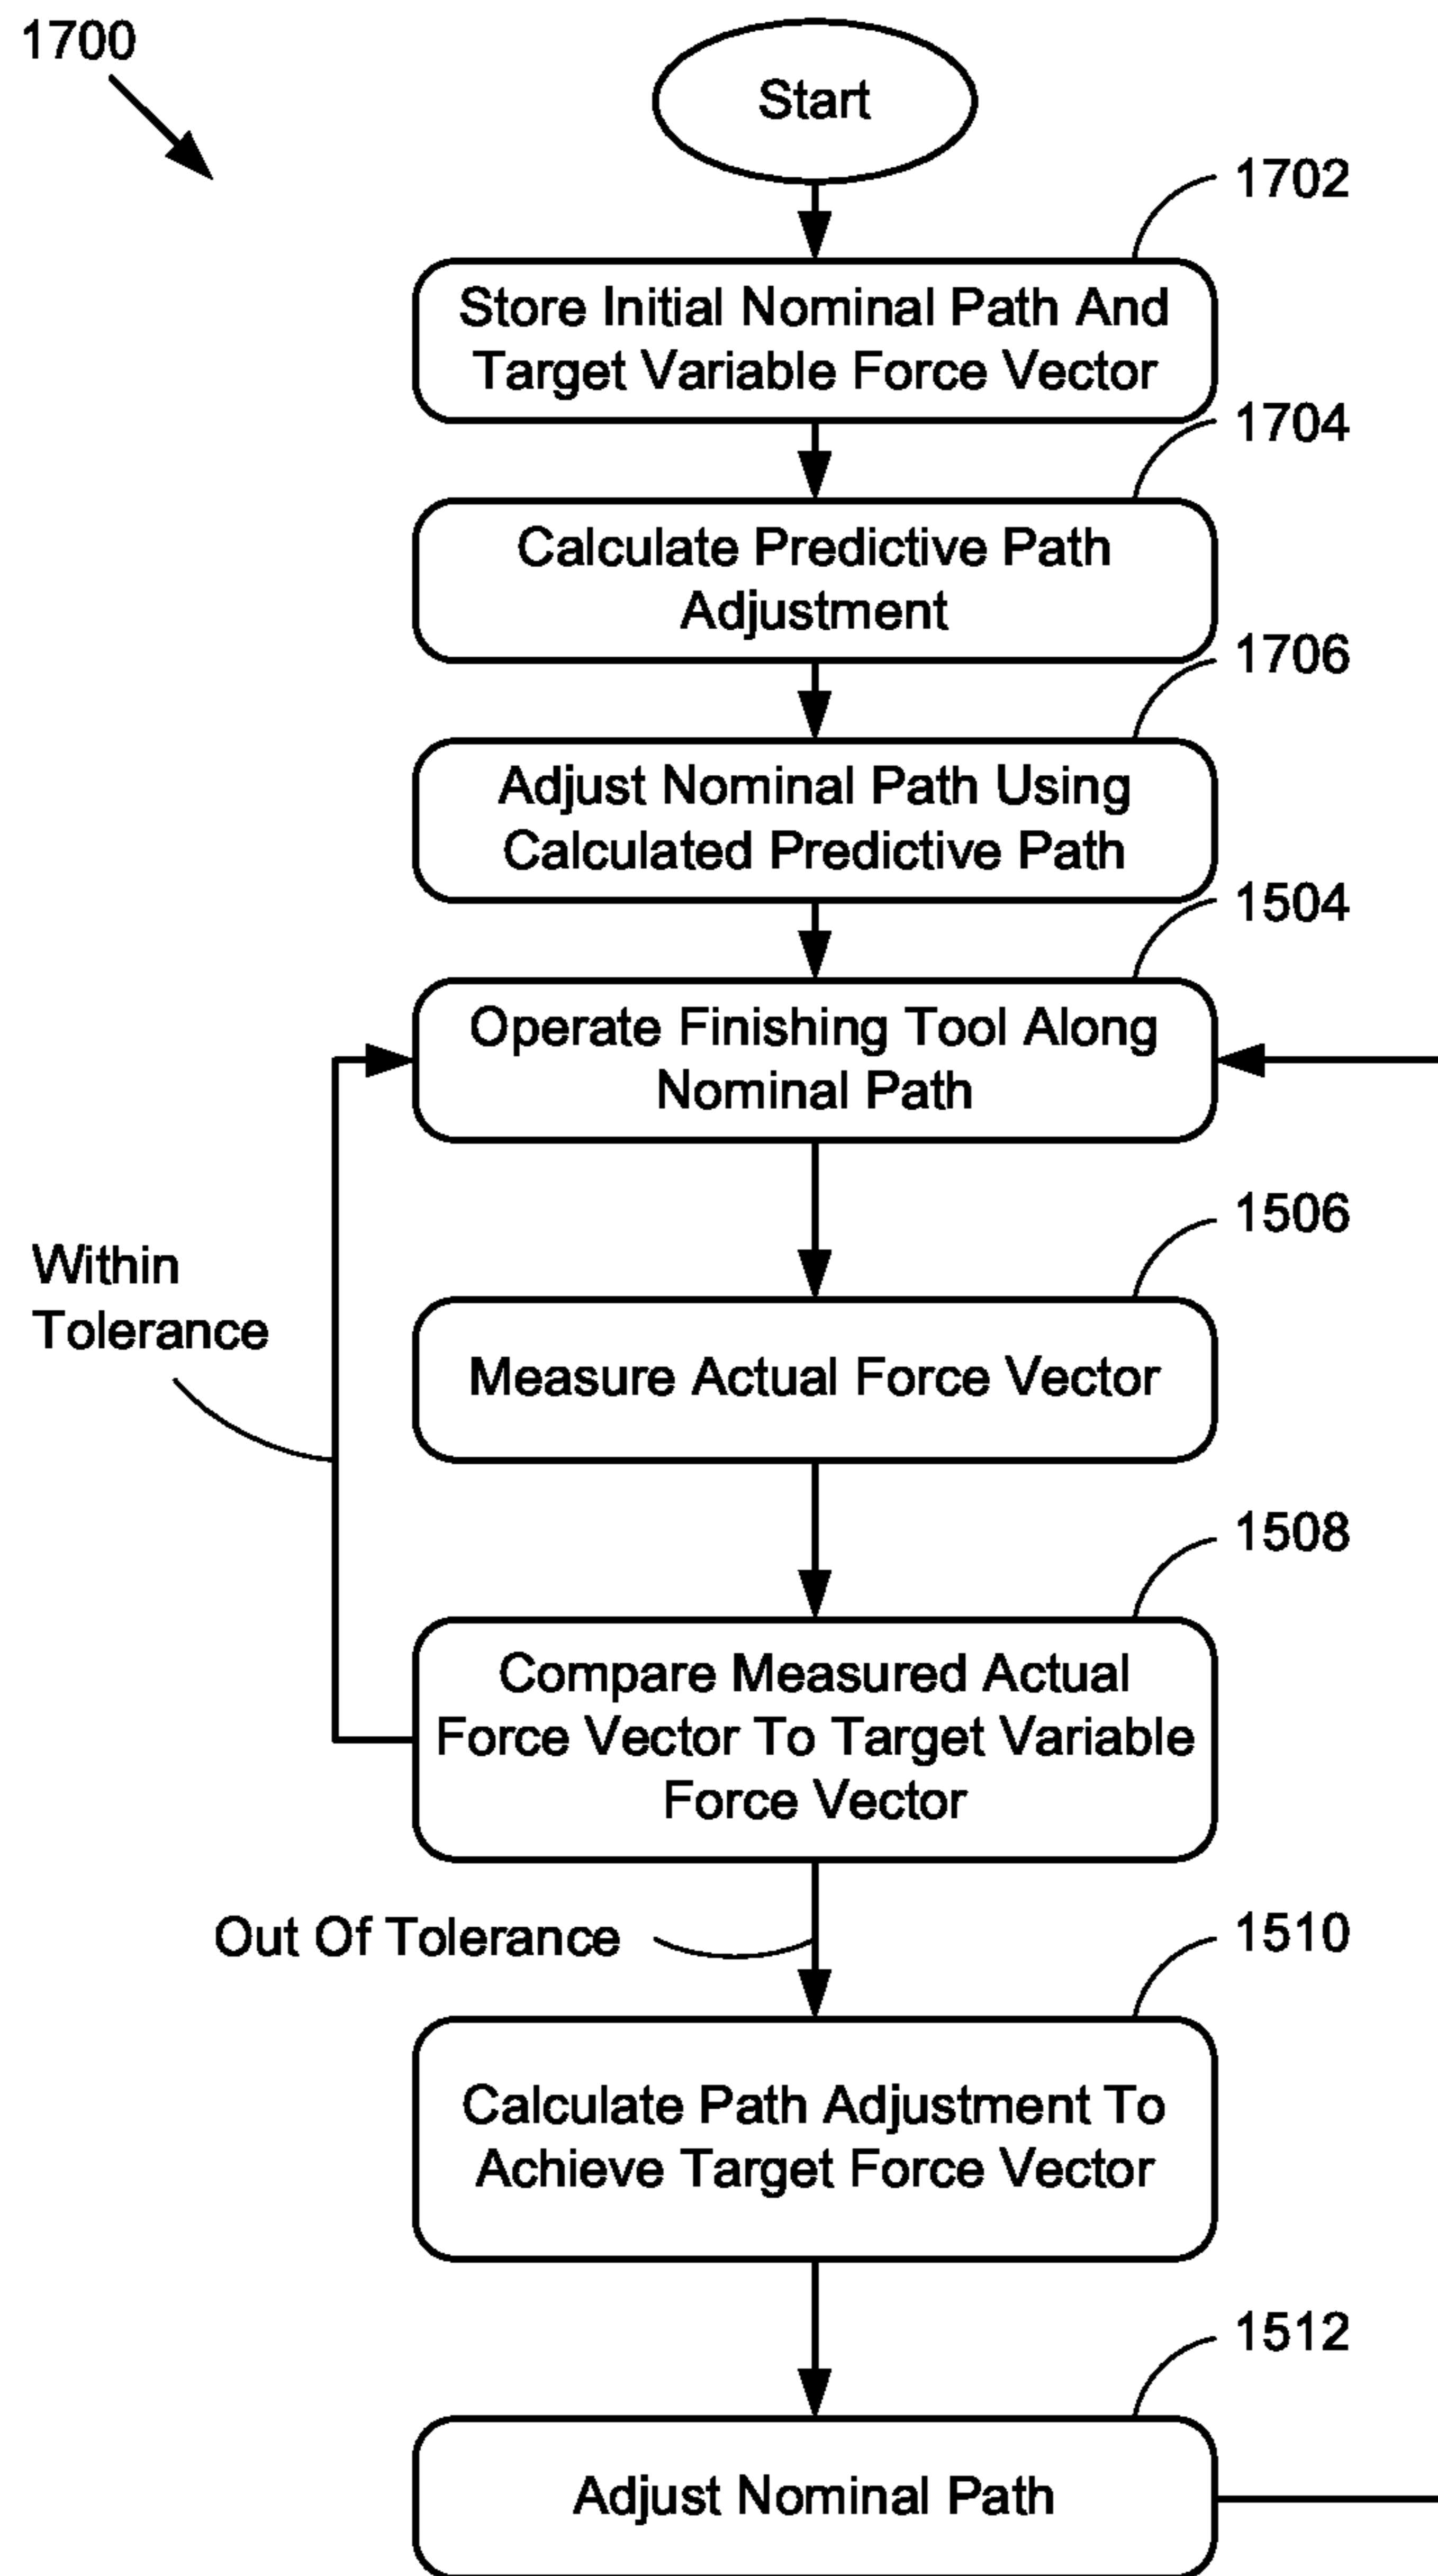 1700
Start
1702
Store Initial Nominal Path And
Target Variable Force Vector
1704
Calculate Predictive Path
Adjustment
1706
Adjust Nominal Path Using
Calculated Predictive Path
1504
Operate Finishing Tool Along
Nominal Path
1506
Within
Tolerance
Measure Actual Force Vector
1508
Compare Measured Actual
Force Vector To Target Variable
Force Vector
Out Of Tolerance
1510
Calculate Path Adjustment To
Achieve Target Force Vector
1512
Adjust Nominal Path